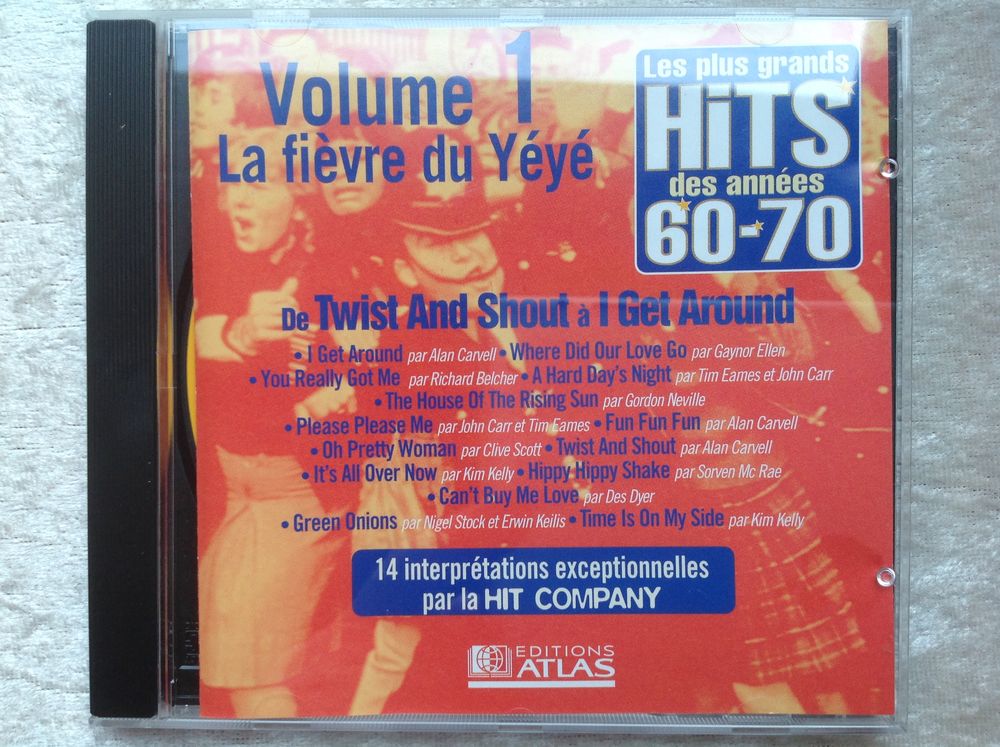 Volume 1
La fièvre du Yéyé
Les plus grands
HiTS
des années
60-70
De Twist And Shout à I Get Around
• I Get Around par Alan Carvell • Where Did Our Love Go par Gaynor Ellen
• You Really Got Me par Richard Belcher • A Hard Day's Night par Tim Eames et John Carr
• The House Of The Rising Sun par Gordon Neville
• Please Please Me par John Carr et Tim Eames • Fun Fun Fun par Alan Carvell
• Oh Pretty Woman par Clive Scott • Twist And Shout par Alan Carvell
• It's All Over Now par Kim Kelly • Hippy Hippy Shake par Sorven Mc Rae
• Can't Buy Me Love par Des Dyer
• Green Onions par Nigel Stock et Erwin Keilis • Time Is On My Side par Kim Kelly
14 interprétations exceptionnelles
par la HIT COMPANY
EDITIONS
ATLAS